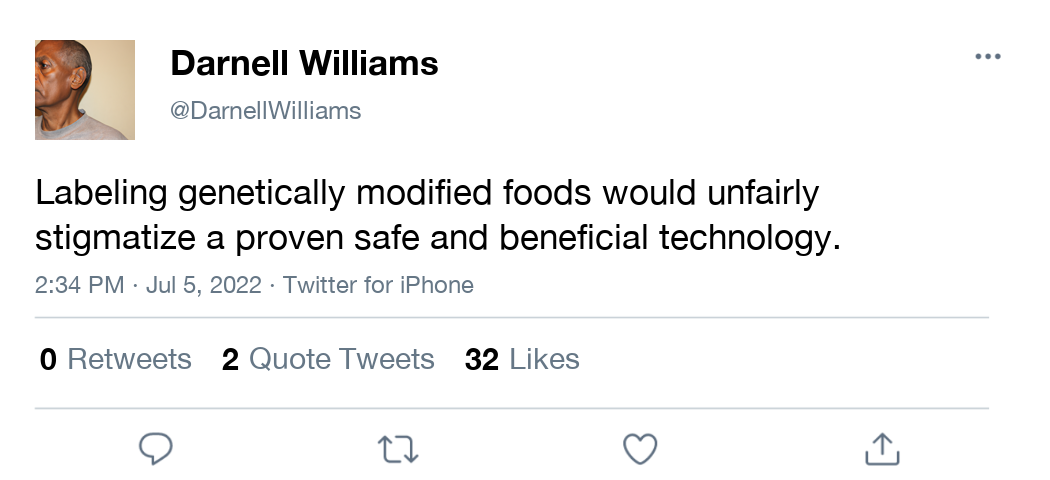 Darnell Williams
@DarnellWilliams
Labeling genetically modified foods would unfairly
stigmatize a proven safe and beneficial technology.
2:34 PM · Jul 5, 2022 · Twitter for iPhone
0 Retweets 2 Quote Tweets 32 Likes